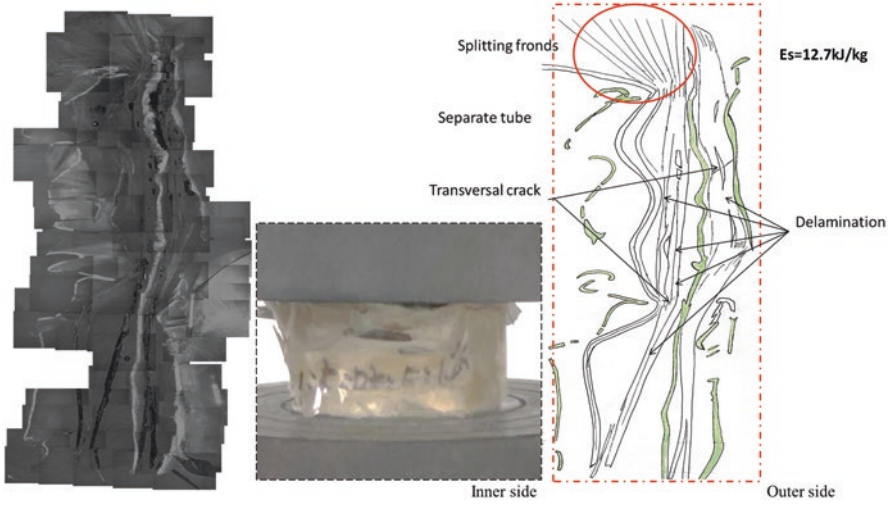 Splitting fronds
Es=12.7kJ/kg
Separate tube
Transversal crack
Delamination
Inner side
Outer side